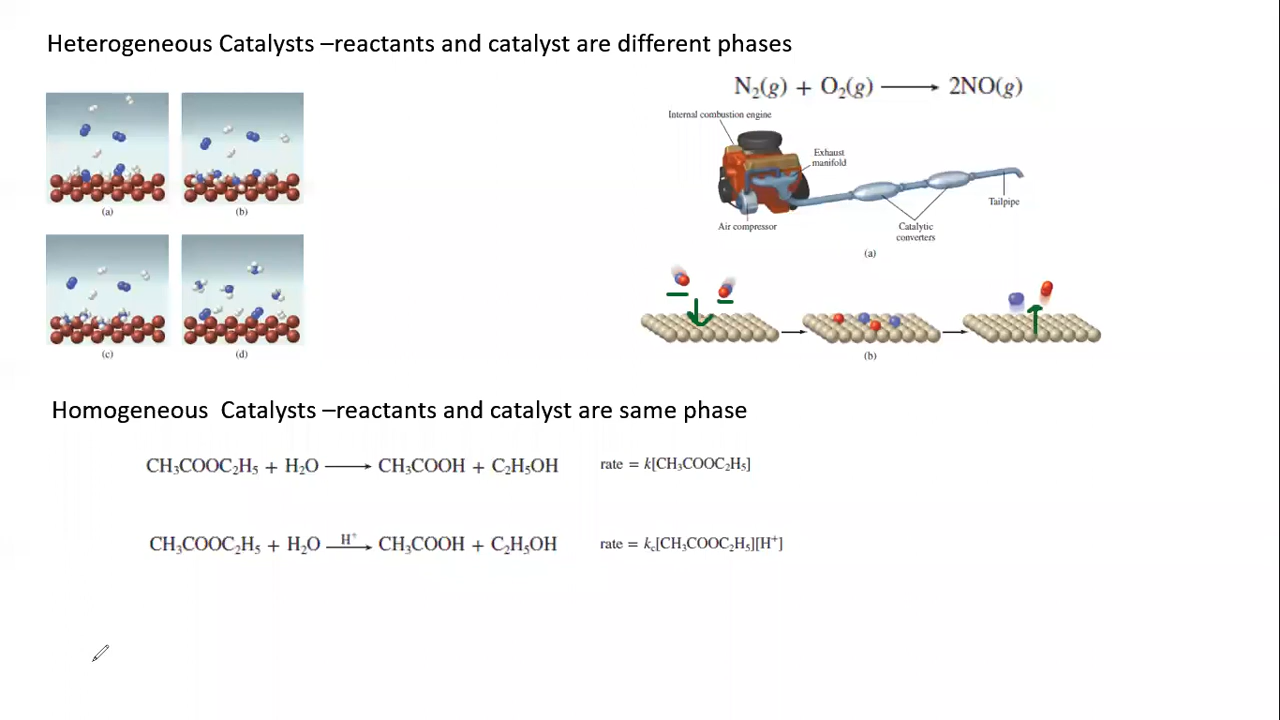 Heterogeneous Catalysts –reactants and catalyst are different phases
N₂(g) + O₂(g) ⟶ 2NO(g)
Internal combustion engine
Exhaust
manifold
Tailpipe
Air compressor
Catalytic
converters
(a)
(a)
(b)
(c)
(d)
(b)
Homogeneous  Catalysts –reactants and catalyst are same phase
CH₃COOC₂H₅ + H₂O ⟶ CH₃COOH + C₂H₅OH rate = k[CH₃COOC₂H₅]
H⁺
CH₃COOC₂H₅ + H₂O ⟶ CH₃COOH + C₂H₅OH rate = k꜀[CH₃COOC₂H₅][H⁺]